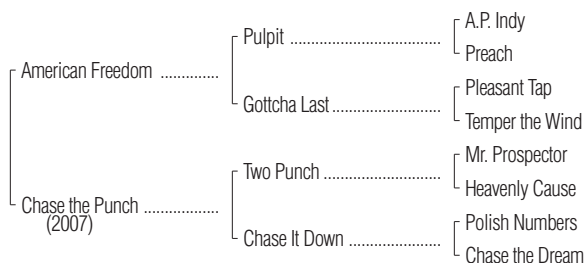 A.P. Indy
Pulpit
Preach
American Freedom
Pleasant Tap
Gottcha Last
Temper the Wind
Mr. Prospector
Two Punch
Heavenly Cause
Chase the Punch
(2007)
Polish Numbers
Chase It Down
Chase the Dream